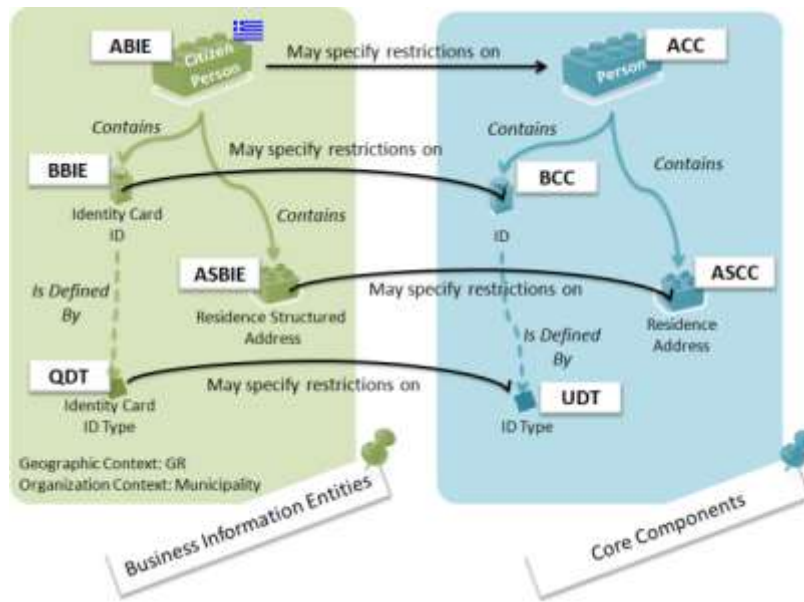 ABIE
Citizen
Person
May specify restrictions on
Person
ACC
Contains
Contains
May specify restrictions on
Contains
BBIE
BCC
Identity Card
ID
Contains
ID
ASBIE
ASCC
May specify restrictions on
Is Defined
By
Residence Structured
Address
Is Defined
By
Residence
Address
QDT
May specify restrictions on
UDT
Identity Card
ID Type
ID Type
Geographic Context: GR
Organization Context: Municipality
Business Information Entities
Core Components